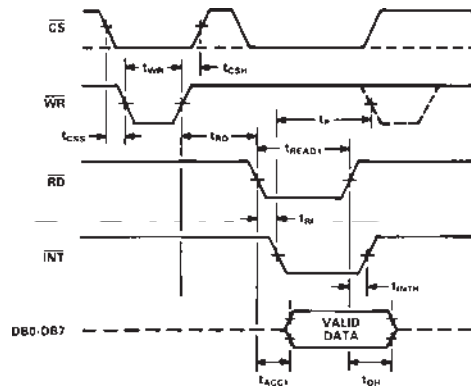 CS
tWR
tCSH
WR
tP
tCSS
tRD
tREAD1
RD
tRI
INT
tINTH
DB0-DB7
VALID
DATA
tACC1
tDH